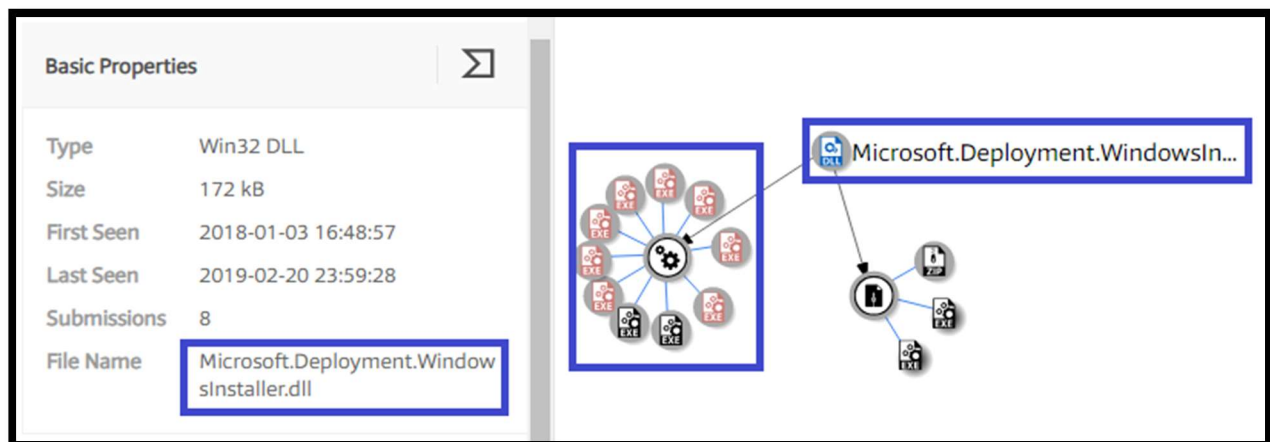 Basic Properties
Type Win32 DLL
Size 172 kB
First Seen 2018-01-03 16:48:57
Last Seen 2019-02-20 23:59:28
Submissions 8
File Name Microsoft.Deployment.Window
sInstaller.dll
DLL Microsoft.Deployment.WindowsIn...
EXE
EXE
EXE
EXE
EXE
EXE
EXE
EXE
EXE
EXE
ZIP
EXE
EXE